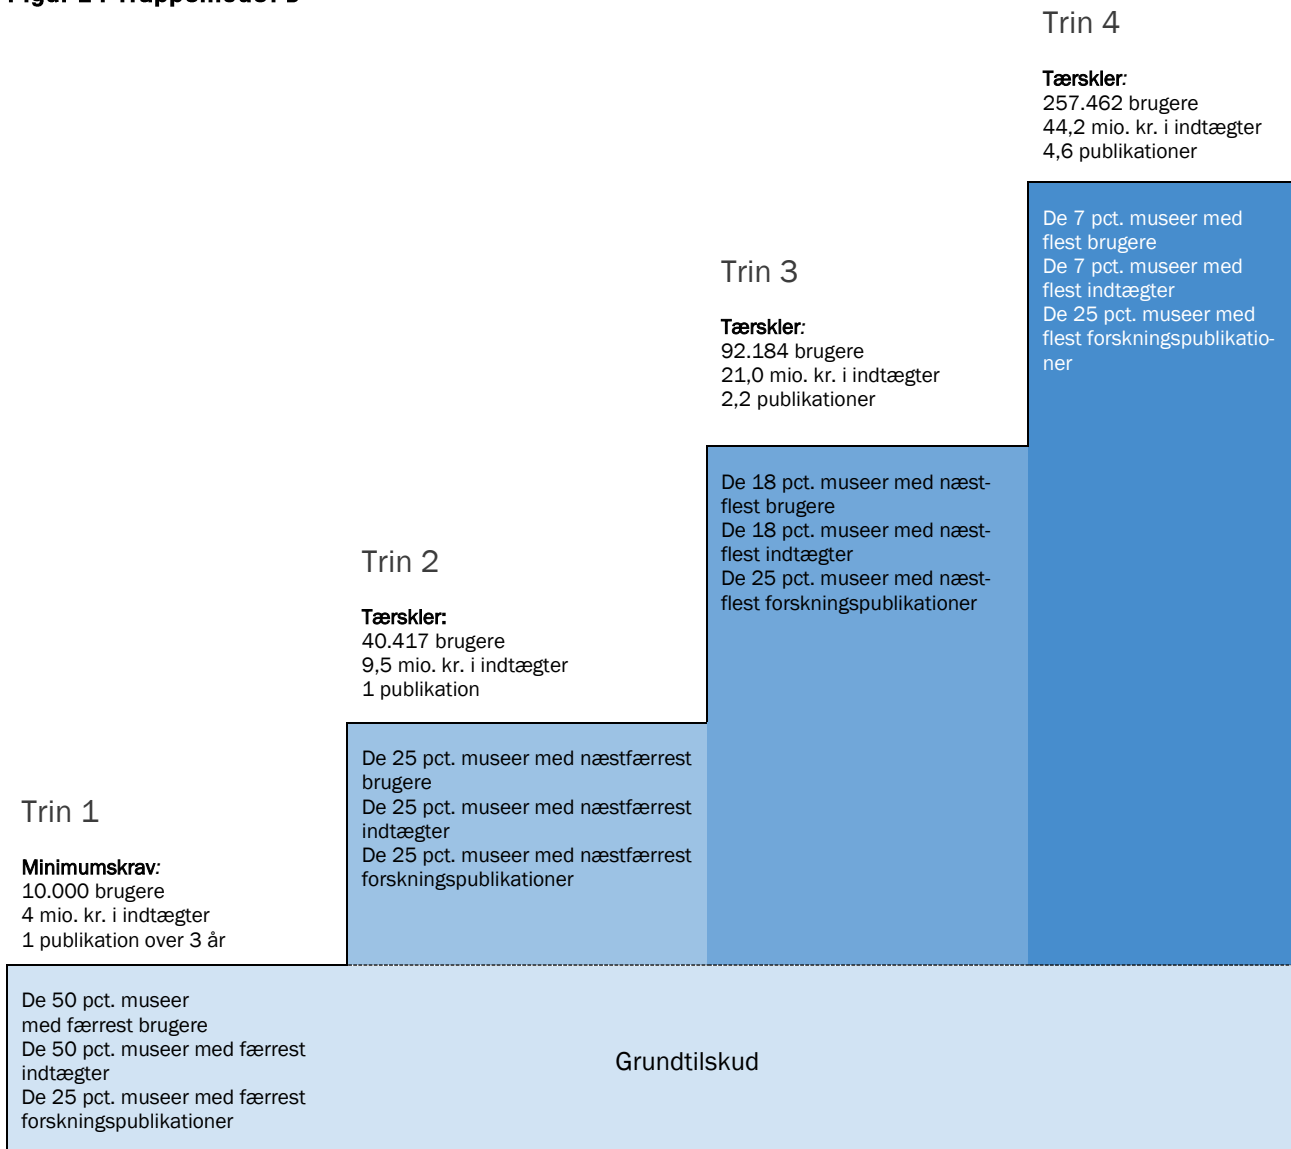 Trin 4
Tærskler:
257.462 brugere
44,2 mio. kr. i indtægter
4,6 publikationer
De 7 pct. museer med
flest brugere
De 7 pct. museer med
flest indtægter
De 25 pct. museer med
flest forskningspublikatio-
ner
Trin 3
Tærskler:
92.184 brugere
21,0 mio. kr. i indtægter
2,2 publikationer
De 18 pct. museer med næst-
flest brugere
De 18 pct. museer med næst-
flest indtægter
De 25 pct. museer med næst-
flest forskningspublikationer
Trin 2
Tærskler:
40.417 brugere
9,5 mio. kr. i indtægter
1 publikation
De 25 pct. museer med næstfærrest
brugere
De 25 pct. museer med næstfærrest
indtægter
De 25 pct. museer med næstfærrest
forskningspublikationer
Trin 1
Minimumskrav:
10.000 brugere
4 mio. kr. i indtægter
1 publikation over 3 år
De 50 pct. museer
med færrest brugere
De 50 pct. museer med færrest
indtægter
De 25 pct. museer med færrest
forskningspublikationer
Grundtilskud